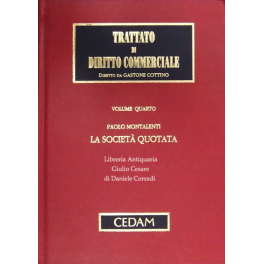 TRATTATO
DI
DIRITTO COMMERCIALE
DIRETTO DA GASTONE COTTINO
VOLUME QUARTO
PAOLO MONTALENTI
LA SOCIETÀ QUOTATA
Libreria Antiquaria
Giulio Cesare
di Daniele Corradi
CEDAM